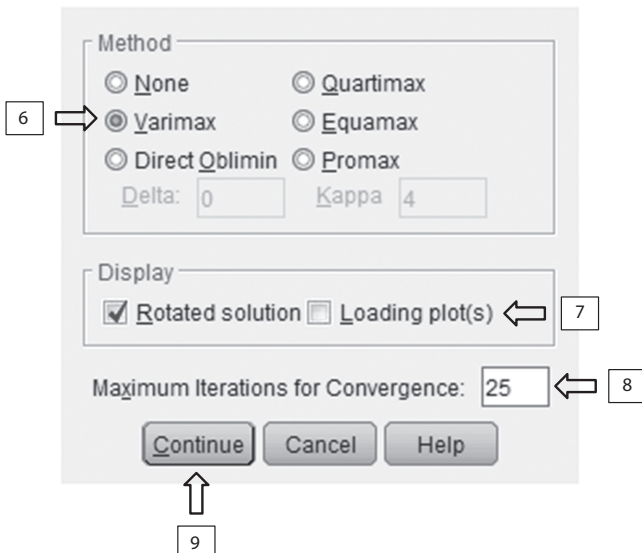 Method
None Quartimax
6
Varimax Equamax
Direct Oblimin Promax
Delta: 0 Kappa 4
Display
Rotated solution Loading plot(s)
7
Maximum Iterations for Convergence: 25
8
Continue Cancel Help
9